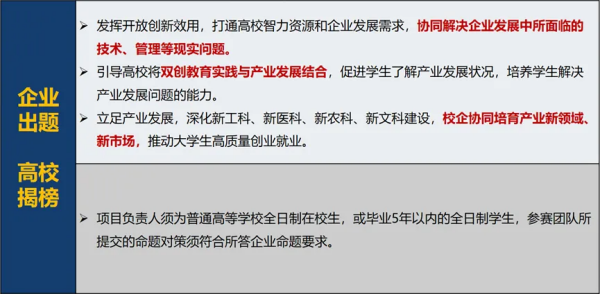 企业
出题
高校
揭榜
➢ 发挥开放创新效用，打通高校智力资源和企业发展需求，协同解决企业发展中所面临的
技术、管理等现实问题。
➢ 引导高校将双创教育实践与产业发展结合，促进学生了解产业发展状况，培养学生解决
产业发展问题的能力。
➢ 立足产业发展，深化新工科、新医科、新农科、新文科建设，校企协同培育产业新领域、
新市场，推动大学生高质量创业就业。
➢ 项目负责人须为普通高等学校全日制在校生，或毕业5年以内的全日制学生，参赛团队所
提交的命题对策须符合所答企业命题要求。